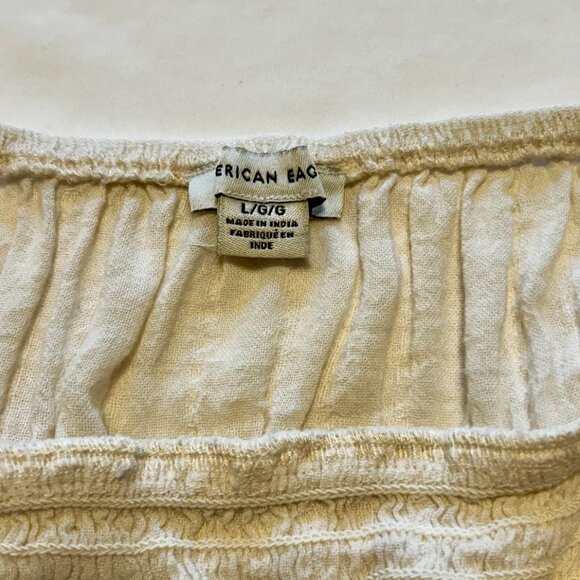 ERICAN EAG
L/G/G
MADE IN INDIA
FABRIQUÉ EN
INDE